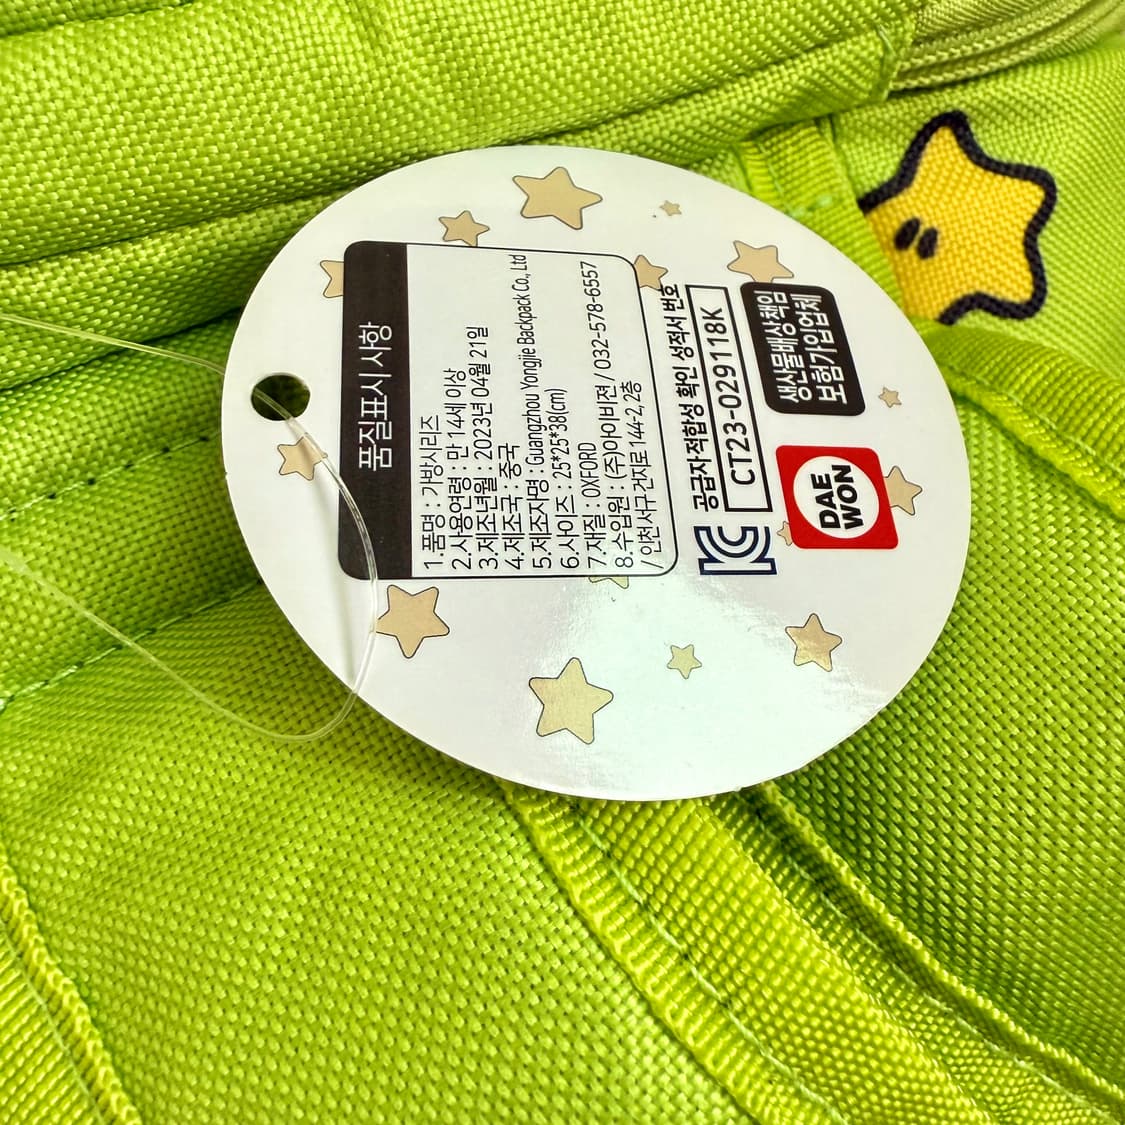 품질표시 사항
1.품명 : 가방시리즈
2.사용연령 : 만 14세 이상
3.제조년월 : 2023년 04월 21일
4.제조국 : 중국
5.제조자명 : Guangzhou Yongjie Backpack Co., Ltd
6.사이즈 : 25*25*38(cm)
7.재질 : OXFORD
8.수입원 : (주)아이비젼 / 032-578-6557
/ 인천 서구 건지로 144-2, 2층
공급자 적합성 확인 성적서 번호
CT23-029118K
생산물배상책임
보험가입업체
DAE
WON